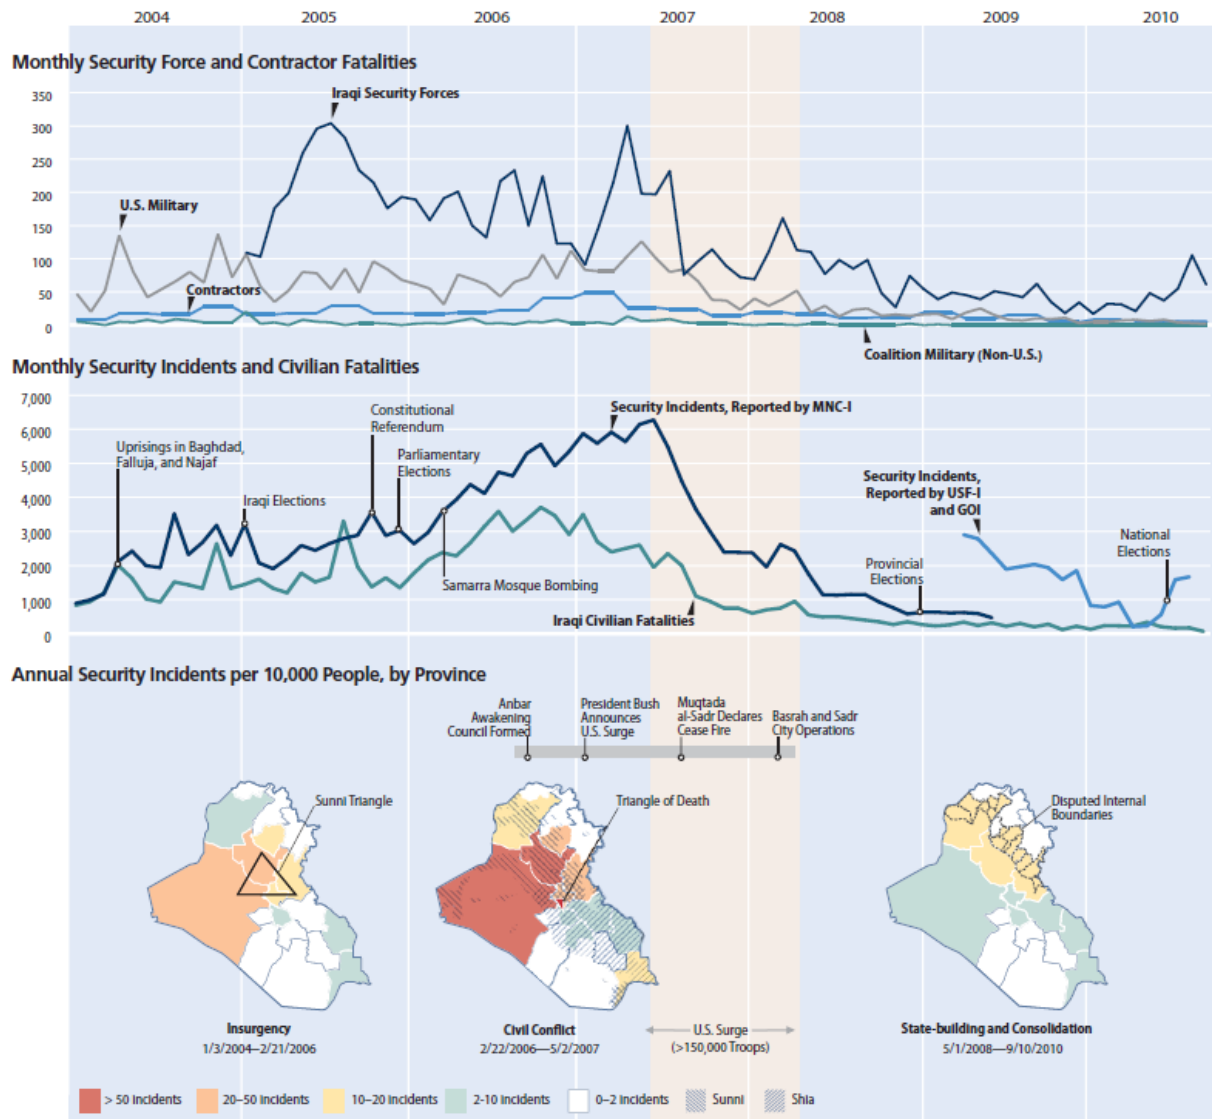 2004 2005 2006 2007 2008 2009 2010
Monthly Security Force and Contractor Fatalities
350
300
250
200
150
100
50
0
Iraqi Security Forces
U.S. Military
Contractors
Coalition Military (Non-U.S.)
Monthly Security Incidents and Civilian Fatalities
7,000
6,000
5,000
4,000
3,000
2,000
1,000
0
Uprisings in Baghdad,
Falluja, and Najaf
Iraqi Elections
Constitutional
Referendum
Parliamentary
Elections
Samarra Mosque Bombing
Security Incidents, Reported by MNC-I
Iraqi Civilian Fatalities
Security Incidents,
Reported by USF-I
and GOI
Provincial
Elections
National
Elections
Annual Security Incidents per 10,000 People, by Province
Anbar
Awakening
Council Formed
President Bush
Announces
U.S. Surge
Muqtada
al-Sadr Declares
Cease Fire
Basrah and Sadr
City Operations
Sunni Triangle
Triangle of Death
Disputed Internal
Boundaries
Insurgency
1/3/2004–2/21/2006
Civil Conflict
2/22/2006—5/2/2007
U.S. Surge
(>150,000 Troops)
State-building and Consolidation
5/1/2008–9/10/2010
> 50 incidents 20–50 incidents 10–20 incidents 2-10 incidents 0–2 incidents Sunni Shia